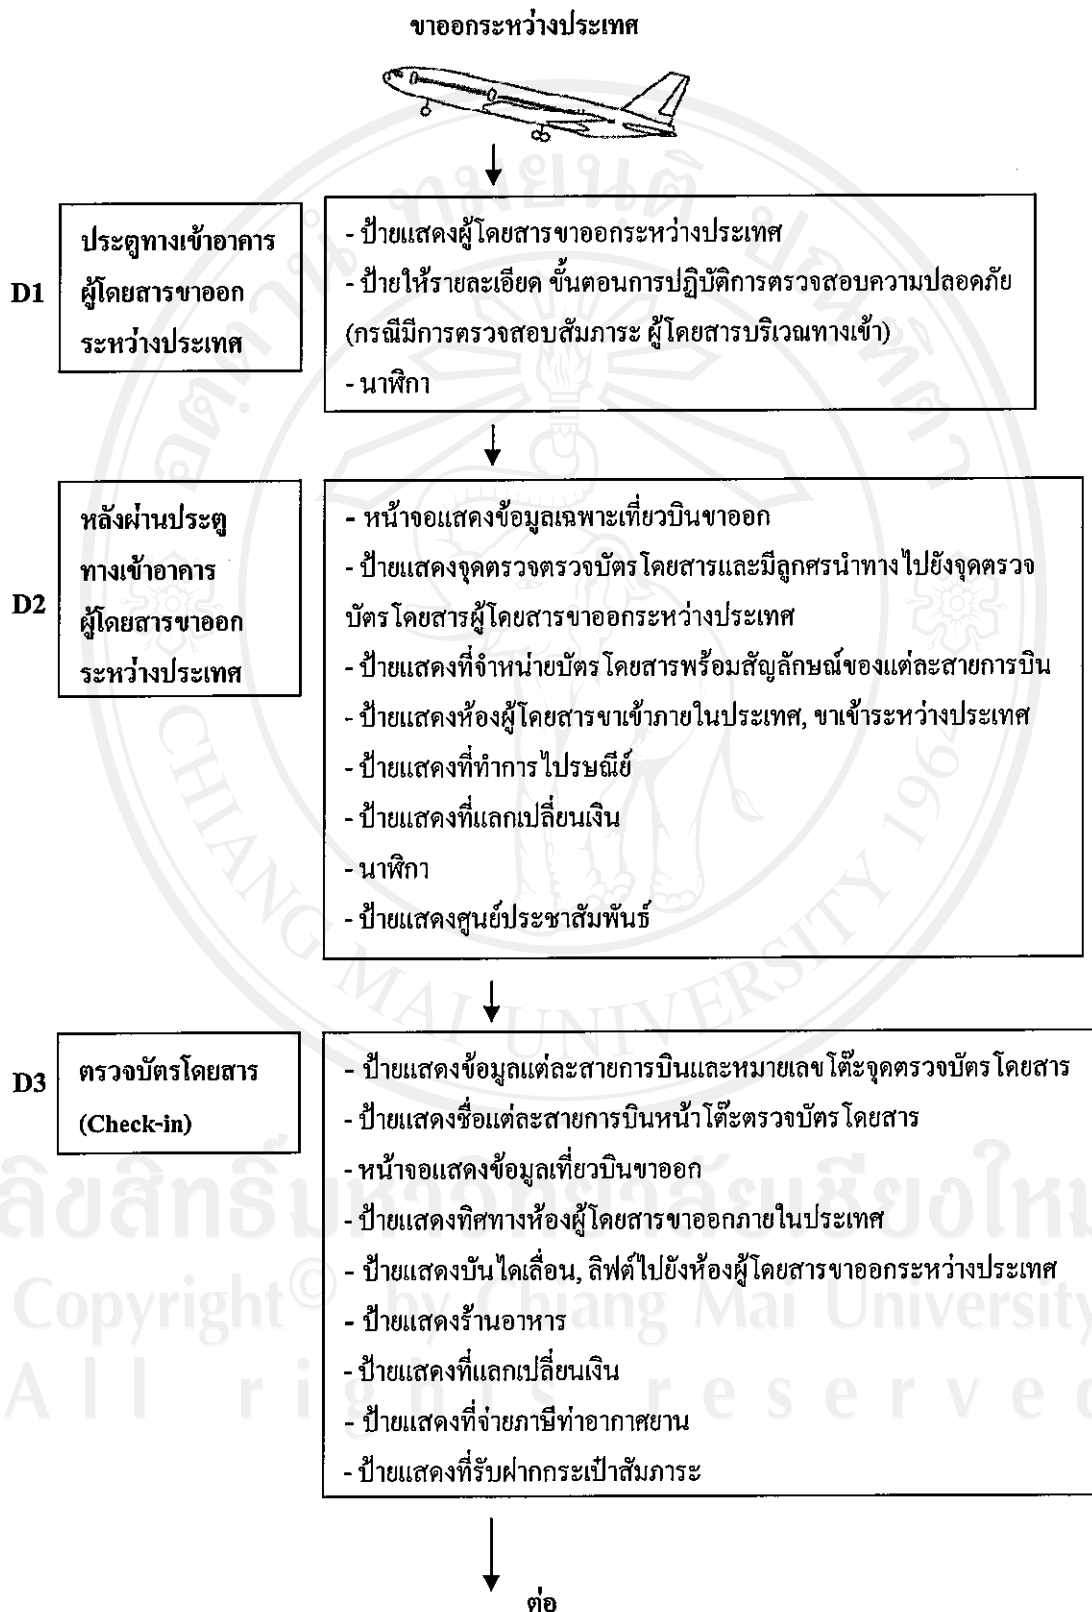 ขาออกระหว่างประเทศ
D1
ประตูทางเข้าอาคาร
ผู้โดยสารขาออก
ระหว่างประเทศ
- ป้ายแสดงผู้โดยสารขาออกระหว่างประเทศ
- ป้ายให้รายละเอียด ขั้นตอนการปฏิบัติการตรวจสอบความปลอดภัย
(กรณีมีการตรวจสอบสัมภาระ ผู้โดยสารบริเวณทางเข้า)
- นาฬิกา
D2
หลังผ่านประตู
ทางเข้าอาคาร
ผู้โดยสารขาออก
ระหว่างประเทศ
- หน้าจอแสดงข้อมูลเฉพาะเที่ยวบินขาออก
- ป้ายแสดงจุดตรวจตรวจบัตรโดยสารและมีลูกศรนำทางไปยังจุดตรวจ
บัตรโดยสารผู้โดยสารขาออกระหว่างประเทศ
- ป้ายแสดงที่จำหน่ายบัตรโดยสารพร้อมสัญลักษณ์ของแต่ละสายการบิน
- ป้ายแสดงห้องผู้โดยสารขาเข้าภายในประเทศ, ขาเข้าระหว่างประเทศ
- ป้ายแสดงที่ทำการไปรษณีย์
- ป้ายแสดงที่แลกเปลี่ยนเงิน
- นาฬิกา
- ป้ายแสดงศูนย์ประชาสัมพันธ์
D3
ตรวจบัตรโดยสาร
(Check-in)
- ป้ายแสดงข้อมูลแต่ละสายการบินและหมายเลขโต๊ะจุดตรวจบัตรโดยสาร
- ป้ายแสดงชื่อแต่ละสายการบินหน้าโต๊ะตรวจบัตรโดยสาร
- หน้าจอแสดงข้อมูลเที่ยวบินขาออก
- ป้ายแสดงทิศทางห้องผู้โดยสารขาออกภายในประเทศ
- ป้ายแสดงบันไดเลื่อน, ลิฟต์ไปยังห้องผู้โดยสารขาออกระหว่างประเทศ
- ป้ายแสดงร้านอาหาร
- ป้ายแสดงที่แลกเปลี่ยนเงิน
- ป้ายแสดงที่จ่ายภาษีท่าอากาศยาน
- ป้ายแสดงที่รับฝากกระเป๋าสัมภาระ
ต่อ
CHIANG MAI UNIVERSITY 1964
ลิขสิทธิ์มหาวิทยาลัยเชียงใหม่
Copyright© by Chiang Mai University
All rights reserved